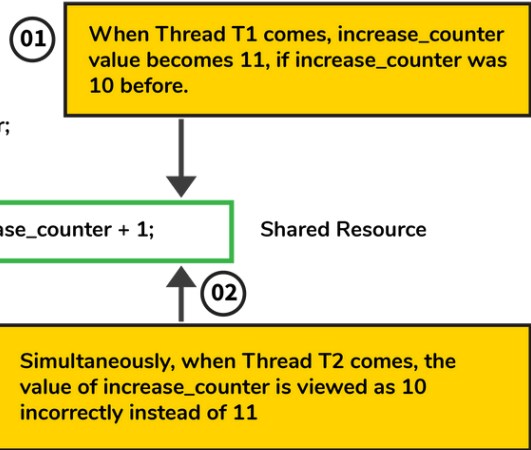 01
When Thread T1 comes, increase_counter
value becomes 11, if increase_counter was
10 before.
r;
ase_counter + 1;
Shared Resource
02
Simultaneously, when Thread T2 comes, the
value of increase_counter is viewed as 10
incorrectly instead of 11